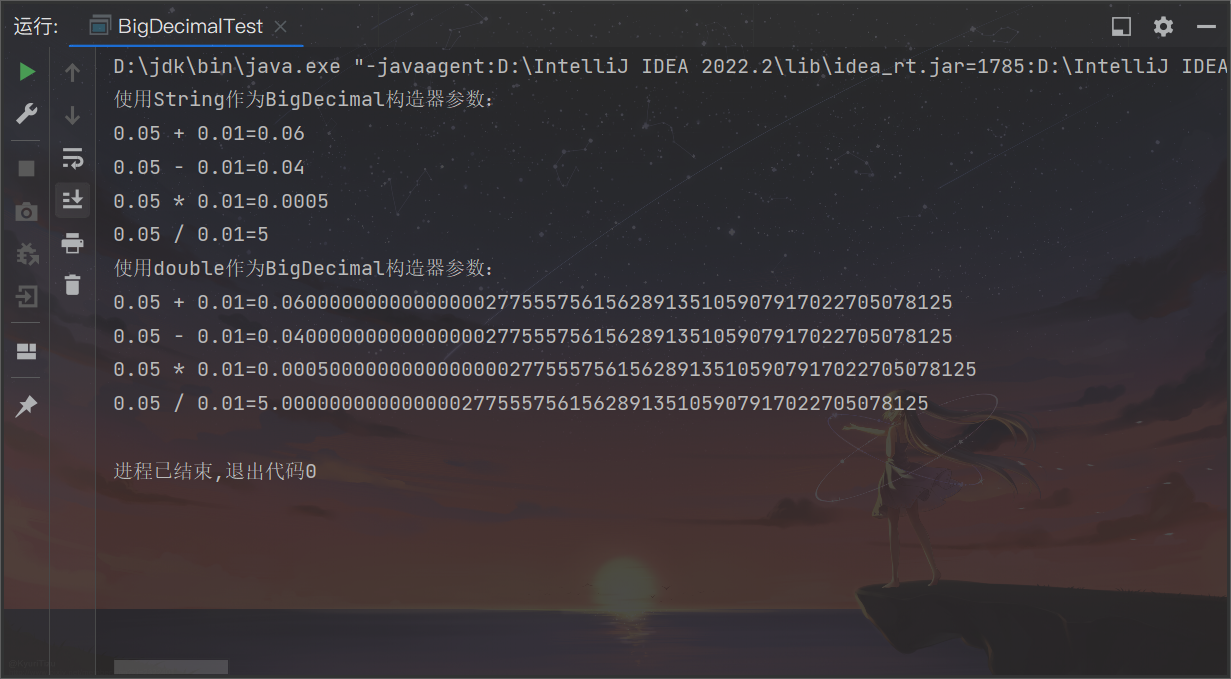 运行: BigDecimalTest
D:\jdk\bin\java.exe "-javaagent:D:\IntelliJ IDEA 2022.2\lib\idea_rt.jar=1785:D:\IntelliJ IDEA
使用String作为BigDecimal构造器参数:
0.05 + 0.01=0.06
0.05 - 0.01=0.04
0.05 * 0.01=0.0005
0.05 / 0.01=5
使用double作为BigDecimal构造器参数:
0.05 + 0.01=0.06000000000000000277555756156289135105907917022705078125
0.05 - 0.01=0.04000000000000000277555756156289135105907917022705078125
0.05 * 0.01=0.0005000000000000000277555756156289135105907917022705078125
0.05 / 0.01=5.000000000000000277555756156289135105907917022705078125
进程已结束,退出代码0